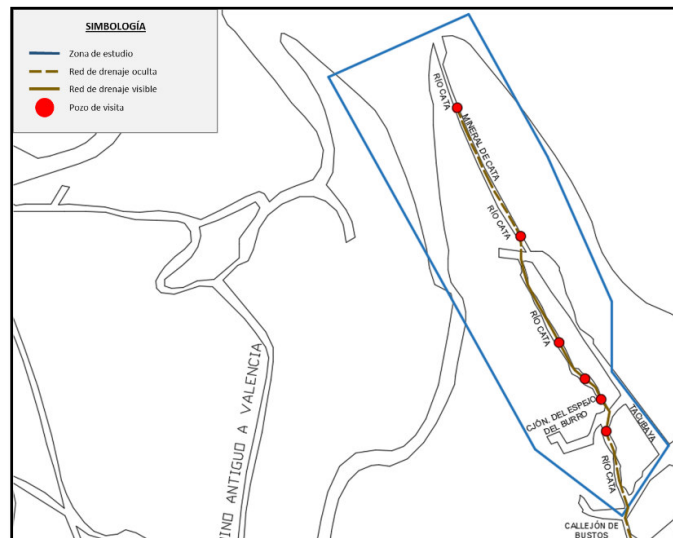 SIMBOLOGÍA
Zona de estudio
Red de drenaje oculta
Red de drenaje visible
Pozo de visita
RÍO CATA
MINERAL DE CATA
RÍO CATA
RÍO CATA
CJÓN. DEL ESPEJO
DEL BURRO
TACUBAYA
RÍO CATA
INO ANTIGUO A VALENCIA
CALLEJÓN DE
BUSTOS